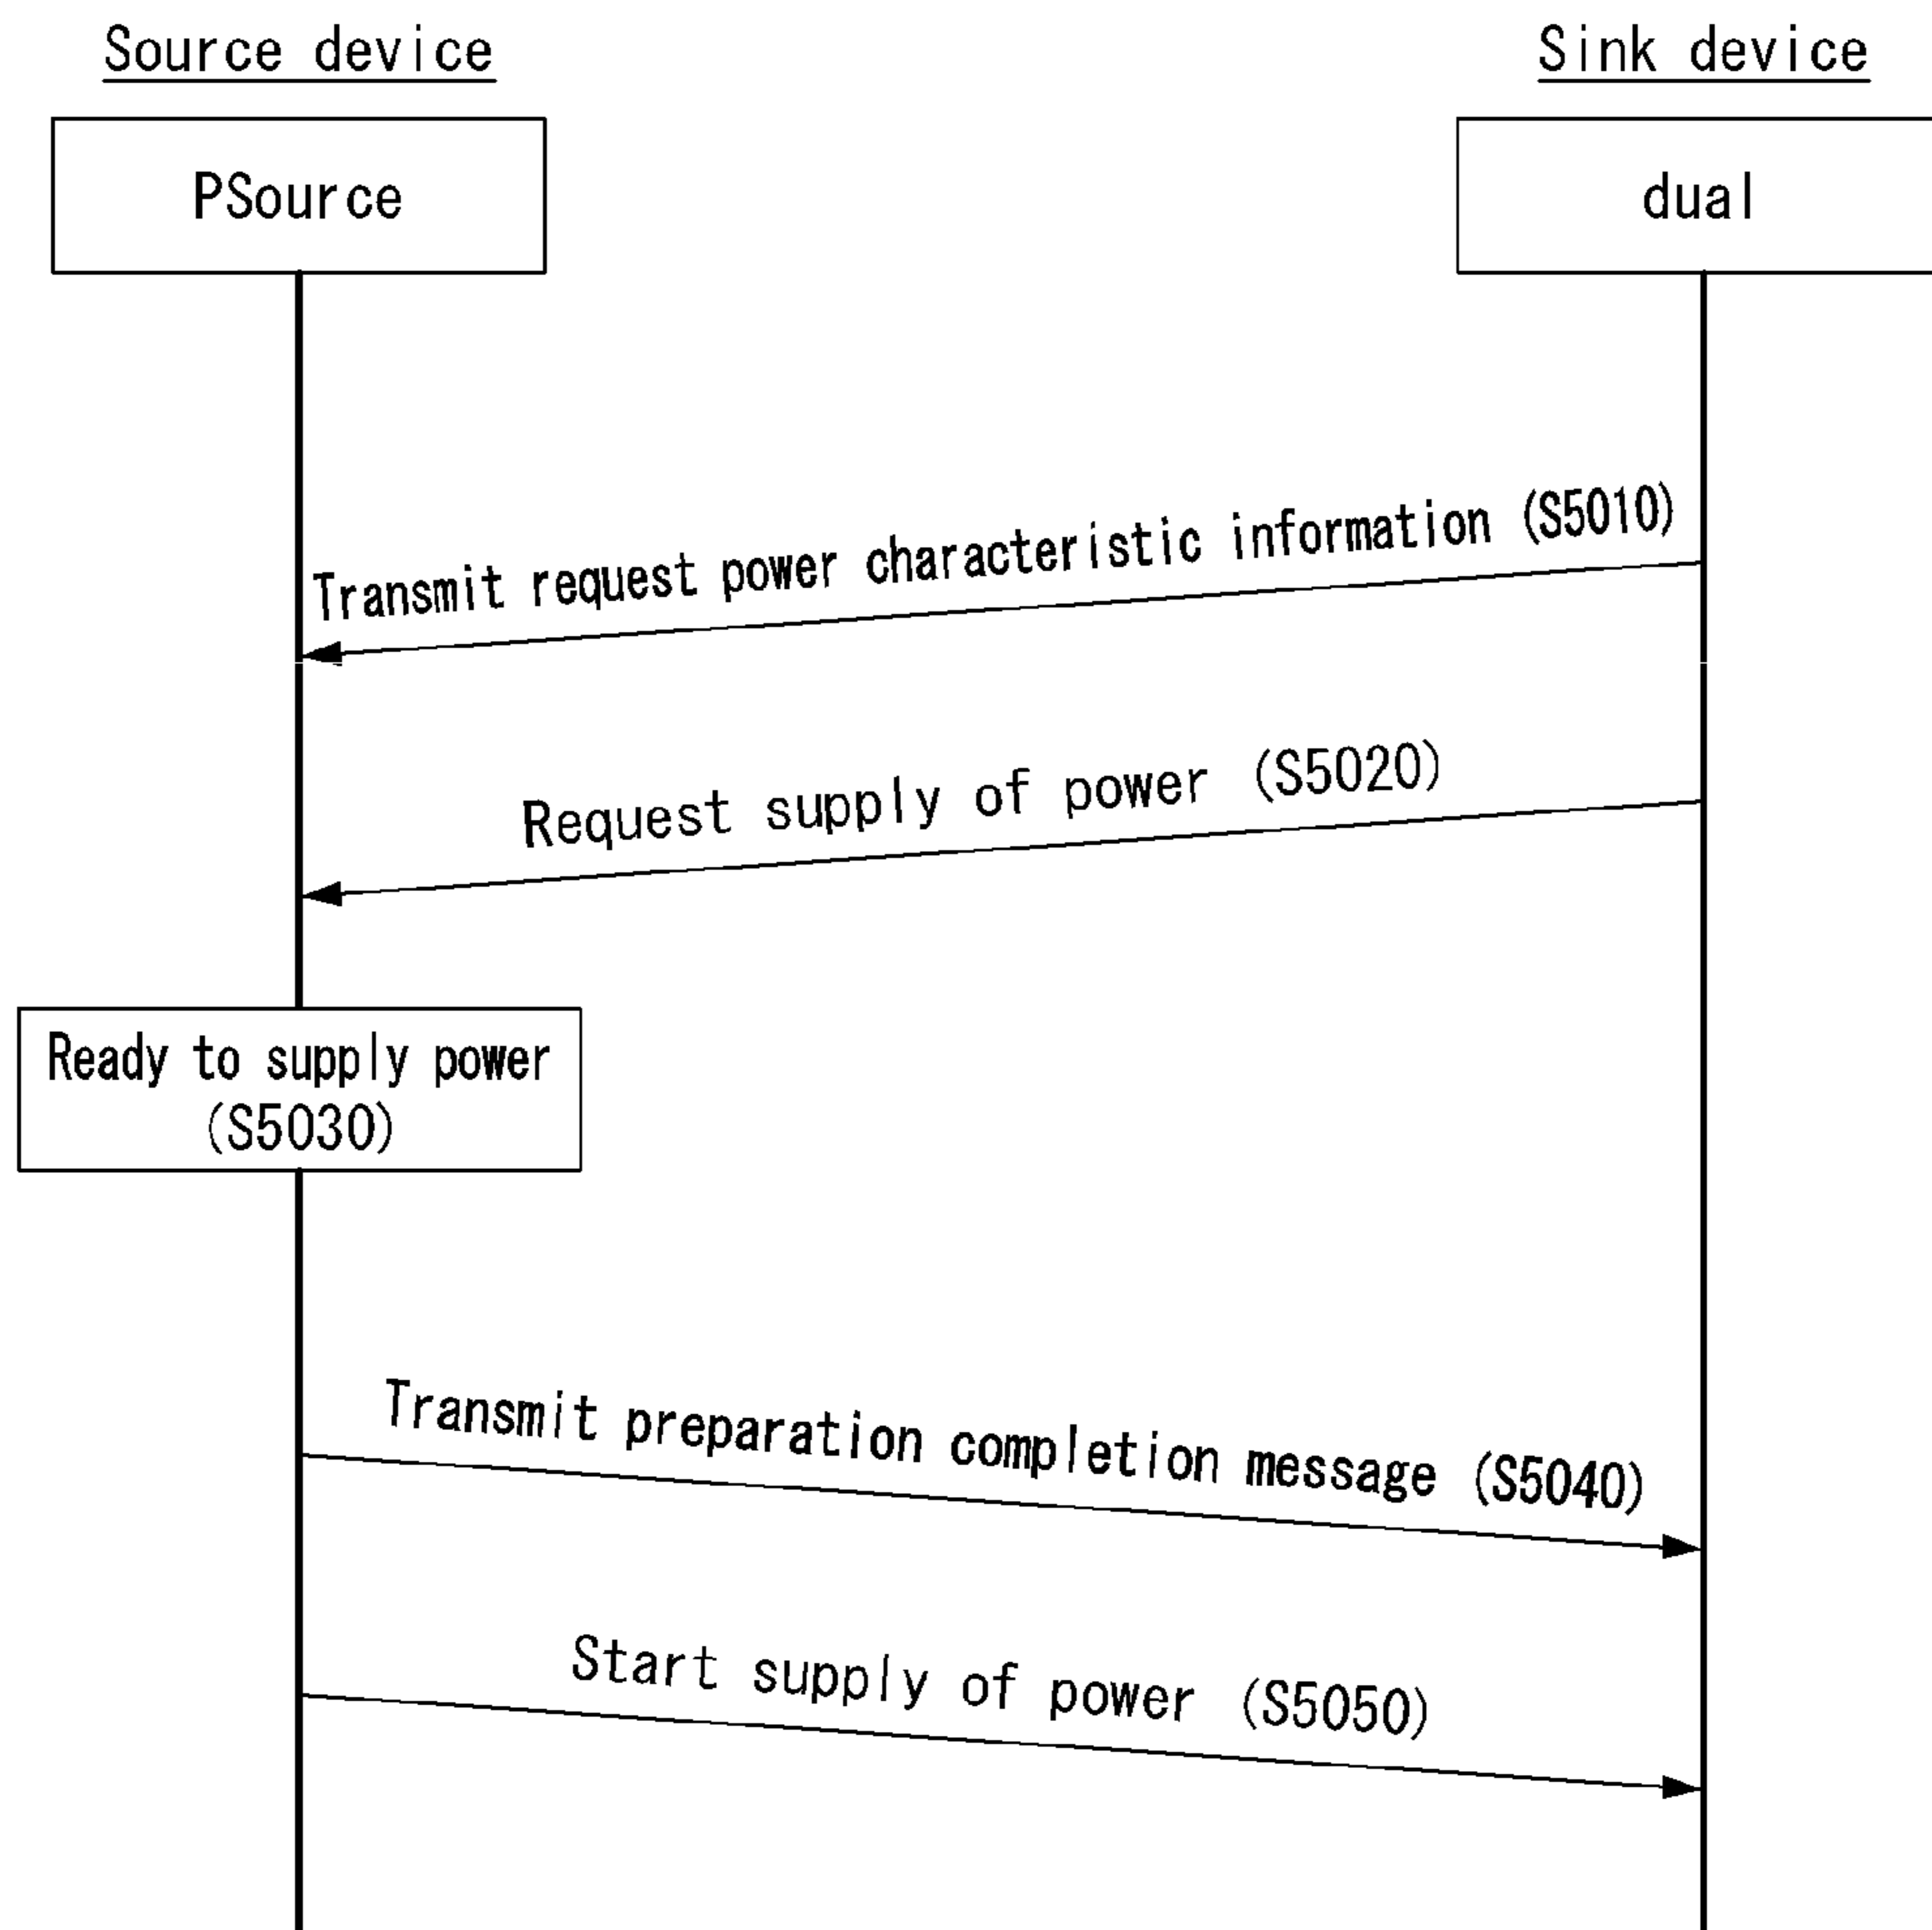 Source device
Sink device
PSource
dual
Transmit request power characteristic information (S5010)
Request supply of power (S5020)
Ready to supply power
(S5030)
Transmit preparation completion message (S5040)
Start supply of power (S5050)